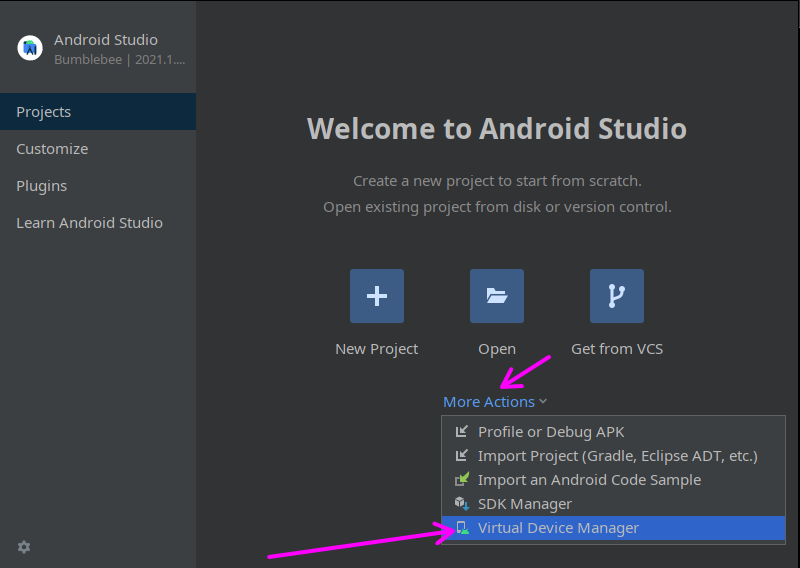 Android Studio
Bumblebee | 2021.1....
Projects
Customize
Plugins
Learn Android Studio
Welcome to Android Studio
Create a new project to start from scratch.
Open existing project from disk or version control.
New Project
Open
Get from VCS
More Actions
Profile or Debug APK
Import Project (Gradle, Eclipse ADT, etc.)
Import an Android Code Sample
SDK Manager
Virtual Device Manager